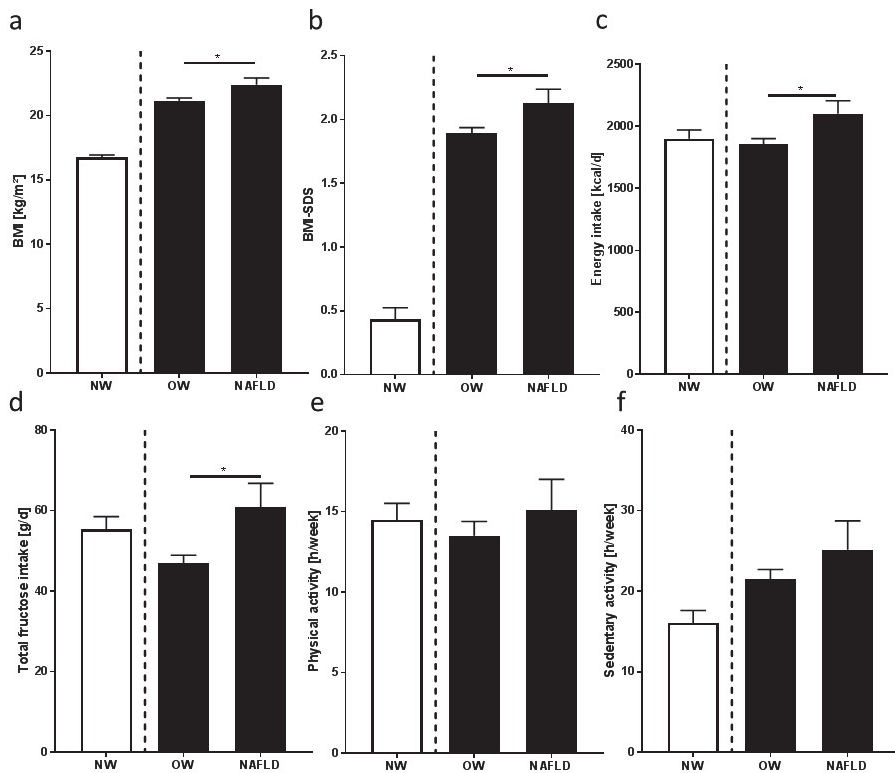 a
BMI [kg/m²]
25
20
15
10
5
0
*
NW OW NAFLD
b
BMI-SDS
2.5
2.0
1.5
1.0
0.5
0.0
*
NW OW NAFLD
c
Energy intake [kcal/d]
2500
2000
1500
1000
500
0
*
NW OW NAFLD
d
Total fructose intake [g/d]
80
60
40
20
0
*
NW OW NAFLD
e
Physical activity [h/week]
20
15
10
5
0
NW OW NAFLD
f
Sedentary activity [h/week]
40
30
20
10
0
NW OW NAFLD